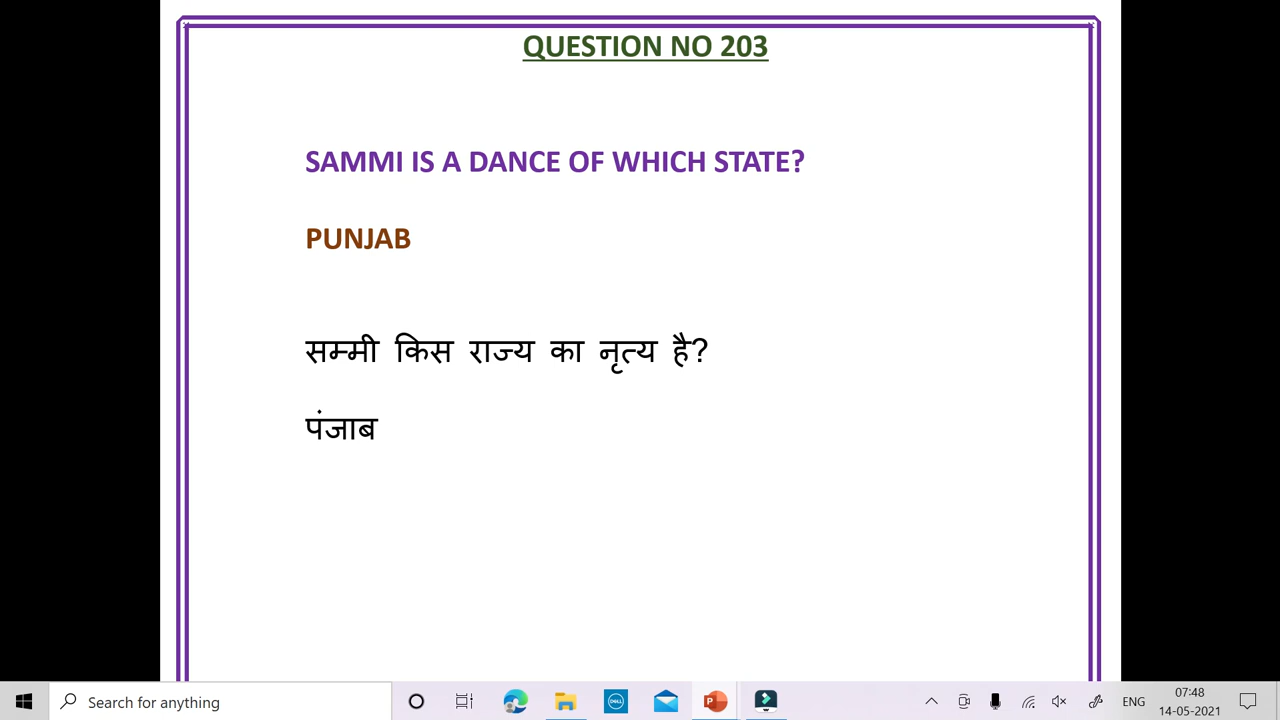 QUESTION NO 203
SAMMI IS A DANCE OF WHICH STATE?
PUNJAB
सम्मी किस राज्य का नृत्य है?
पंजाब
Search for anything
DELL
P
ENG
07:48
14-05-2021